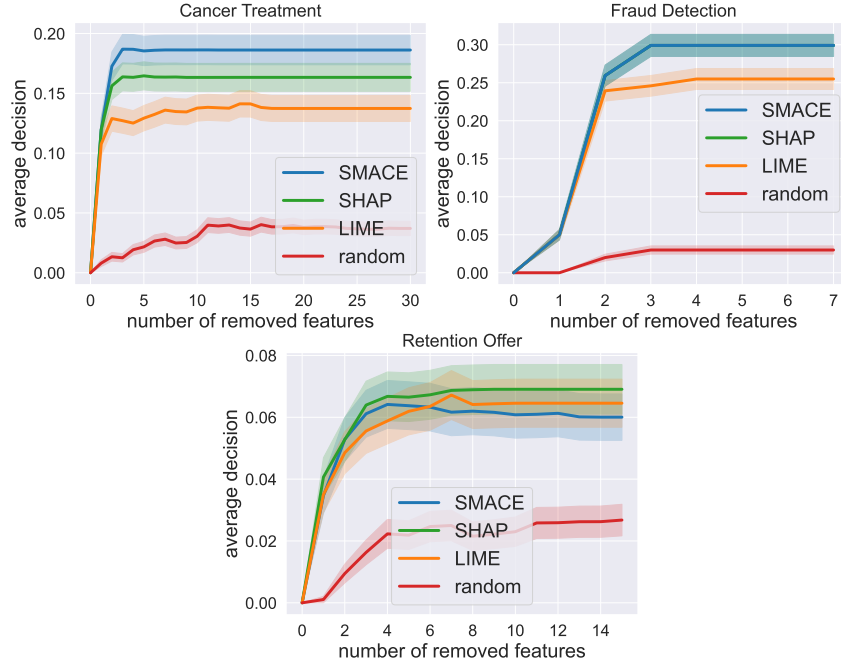 Cancer Treatment
0.20
0.15
0.10
0.05
0.00
average decision
SMACE
SHAP
LIME
random
0 5 10 15 20 25 30
number of removed features
Fraud Detection
0.30
0.25
0.20
0.15
0.10
0.05
0.00
average decision
SMACE
SHAP
LIME
random
0 1 2 3 4 5 6 7
number of removed features
Retention Offer
0.08
0.06
0.04
0.02
0.00
average decision
SMACE
SHAP
LIME
random
0 2 4 6 8 10 12 14
number of removed features